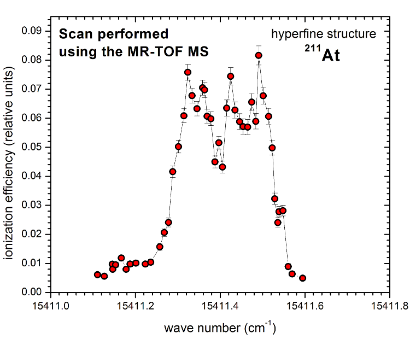 Scan performed
using the MR-TOF MS
hyperfine structure
²¹¹At
ionization efficiency (relative units)
0.09
0.08
0.07
0.06
0.05
0.04
0.03
0.02
0.01
0.00
15411.0
15411.2
15411.4
15411.6
15411.8
wave number (cm⁻¹)